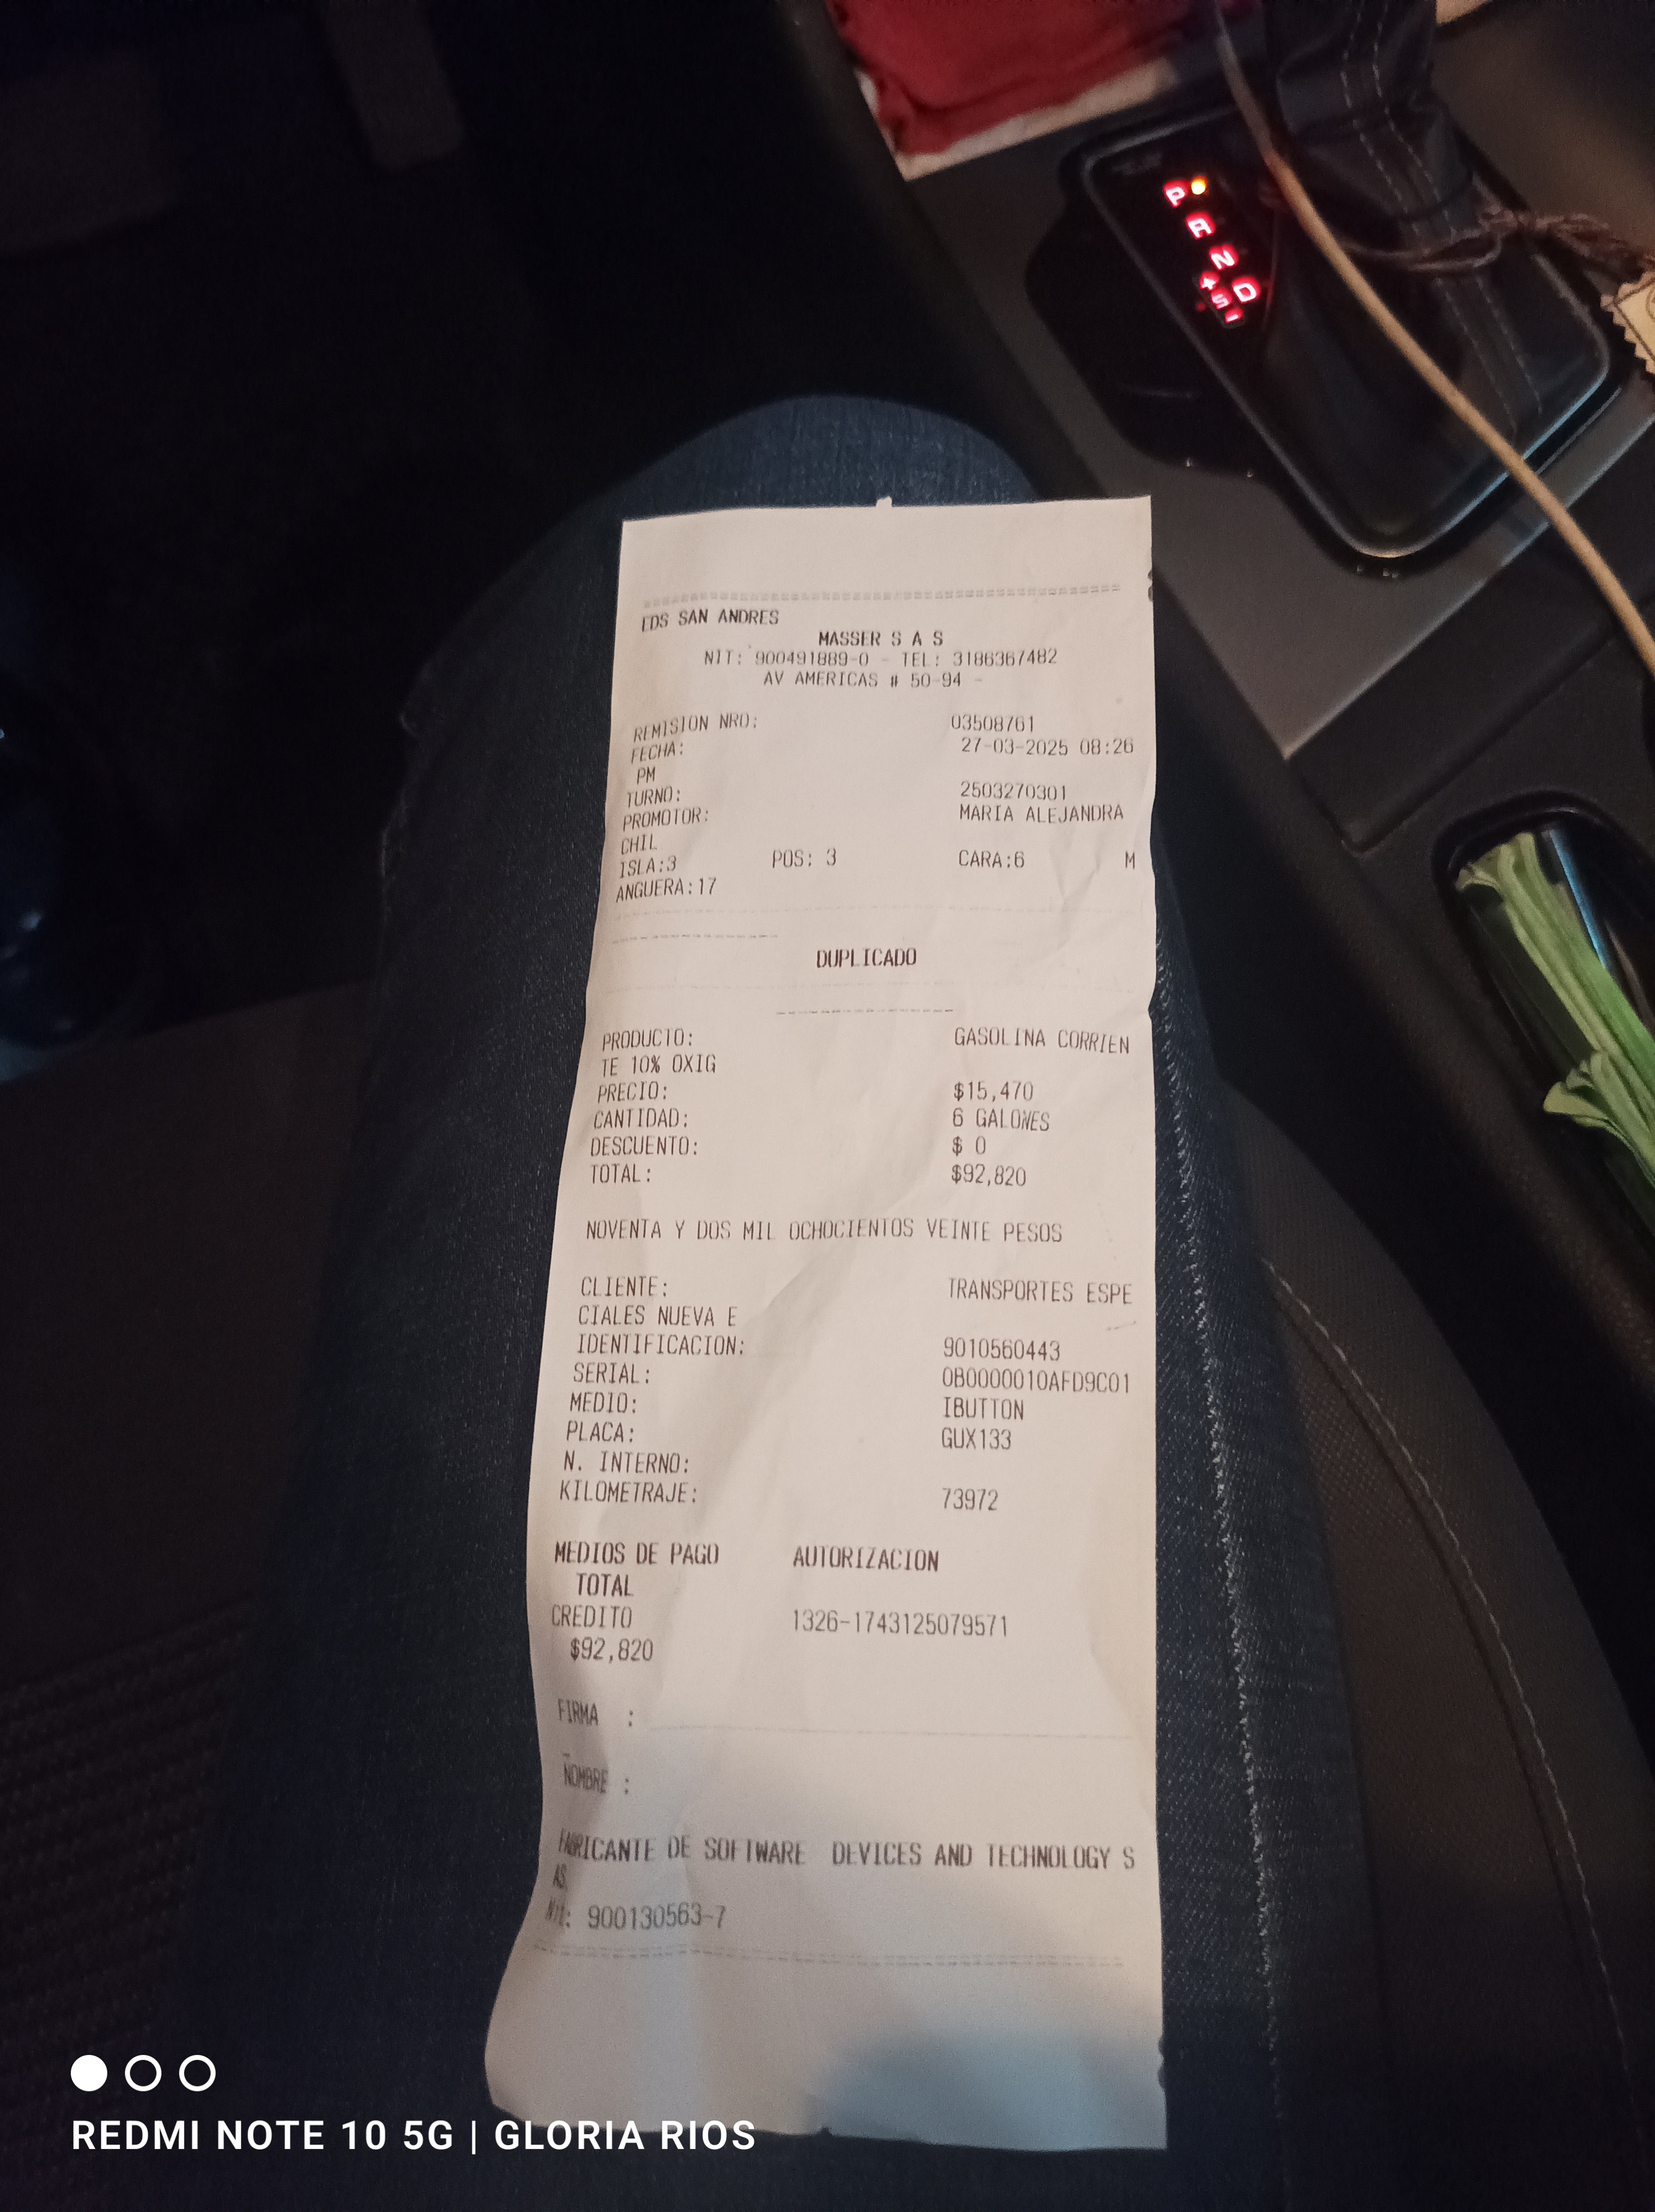 EDS SAN ANDRES
MASSER S A S
NIT: 900491889-0 - TEL: 3186367482
AV AMERICAS # 50-94 -
REMISION NRO: 03508761
FECHA: 27-03-2025 08:26
PM
TURNO: 2503270301
PROMOTOR: MARIA ALEJANDRA
CHIL
ISLA:3 POS: 3 CARA:6 M
ANGUERA:17
DUPLICADO
PRODUCTO: GASOLINA CORRIEN
TE 10% OXIG
PRECIO: $15,470
CANTIDAD: 6 GALONES
DESCUENTO: $ 0
TOTAL: $92,820
NOVENTA Y DOS MIL OCHOCIENTOS VEINTE PESOS
CLIENTE: TRANSPORTES ESPE
CIALES NUEVA E
IDENTIFICACION: 9010560443
SERIAL: 0B0000010AFD9C01
MEDIO: IBUTTON
PLACA: GUX133
N. INTERNO:
KILOMETRAJE: 73972
MEDIOS DE PAGO AUTORIZACION
TOTAL
CREDITO 1326-1743125079571
$92,820
FIRMA :
NOMBRE :
FABRICANTE DE SOFTWARE DEVICES AND TECHNOLOGY S
AS
Nit: 900130563-7
P
R
N
D
+
S
-
REDMI NOTE 10 5G | GLORIA RIOS